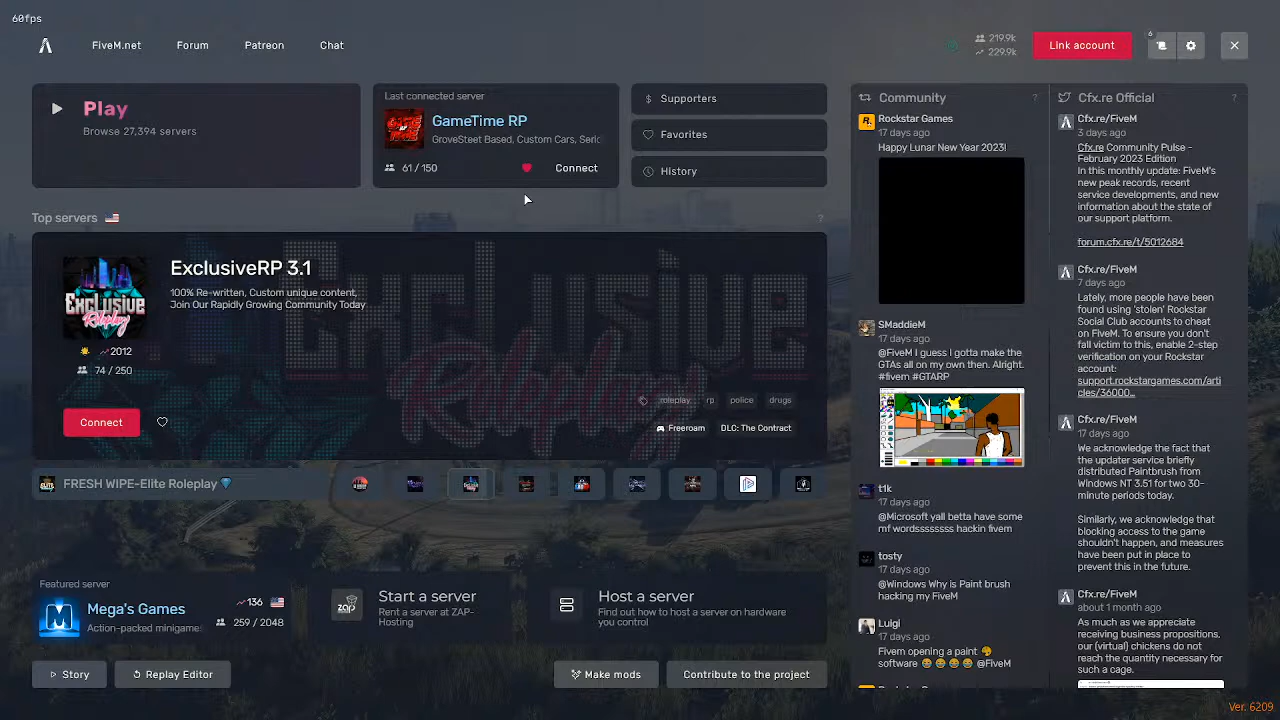 60fps
FiveM.net
Forum
Patreon
Chat
219.9k
229.9k
Link account
6
Play
Browse 27,394 servers
Last connected server
GAME TIME
GameTime RP
GroveSteet Based, Custom Cars, Seric
61 / 150
Connect
Supporters
Favorites
History
Top servers
?
Exclusive
Roleplay
ExclusiveRP 3.1
100% Re-written, Custom unique content,
Join Our Rapidly Growing Community Today
2012
74 / 250
Connect
Exclusive
Roleplay
roleplay
rp
police
drugs
Freeroam
DLC: The Contract
FRESH WIPE-Elite Roleplay
Featured server
Mega's Games
Action-packed minigames
136
259 / 2048
ZAP
Start a server
Rent a server at ZAP-
Hosting
Host a server
Find out how to host a server on hardware
you control
Story
Replay Editor
Make mods
Contribute to the project
Community
?
Rockstar Games
17 days ago
Happy Lunar New Year 2023!
SMaddieM
17 days ago
@FiveM I guess I gotta make the
GTAs all on my own then. Alright.
#fivem #GTARP
t1k
17 days ago
@Microsoft yall betta have some
mf wordsssssss hackin fivem
tosty
17 days ago
@Windows Why is Paint brush
hacking my FiveM
Luigi
17 days ago
Fivem opening a paint 🎨
software 😂 😂 😂 😂 @FiveM
Cfx.re Official
?
Cfx.re/FiveM
3 days ago
Cfx.re Community Pulse -
February 2023 Edition
In this monthly update: FiveM's
new peak records, recent
service developments, and new
information about the state of
our support platform.
forum.cfx.re/t/5012684
Cfx.re/FiveM
7 days ago
Lately, more people have been
found using 'stolen' Rockstar
Social Club accounts to cheat
on FiveM. To ensure you don't
fall victim to this, enable 2-step
verification on your Rockstar
account:
support.rockstargames.com/arti
cles/36000…
Cfx.re/FiveM
17 days ago
We acknowledge the fact that
the updater service briefly
distributed Paintbrush from
Windows NT 3.51 for two 30-
minute periods today.
Similarly, we acknowledge that
blocking access to the game
shouldn't happen, and measures
have been put in place to
prevent this in the future.
Cfx.re/FiveM
about 1 month ago
As much as we appreciate
receiving business propositions,
our (virtual) chickens do not
reach the quantity necessary for
such a cage.
Ver. 6209